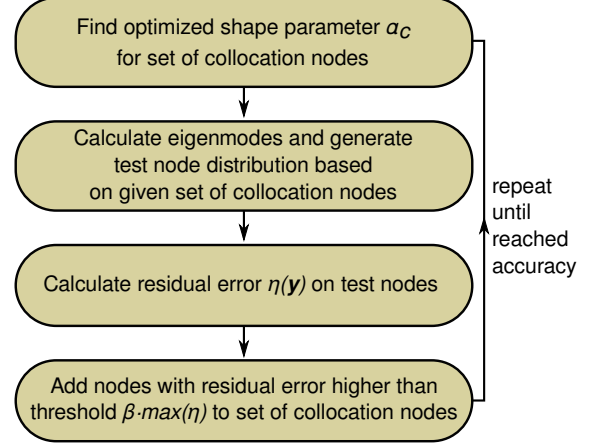 Find optimized shape parameter α_c
for set of collocation nodes
Calculate eigenmodes and generate
test node distribution based
on given set of collocation nodes
Calculate residual error η(y) on test nodes
Add nodes with residual error higher than
threshold β·max(η) to set of collocation nodes
repeat
until
reached
accuracy